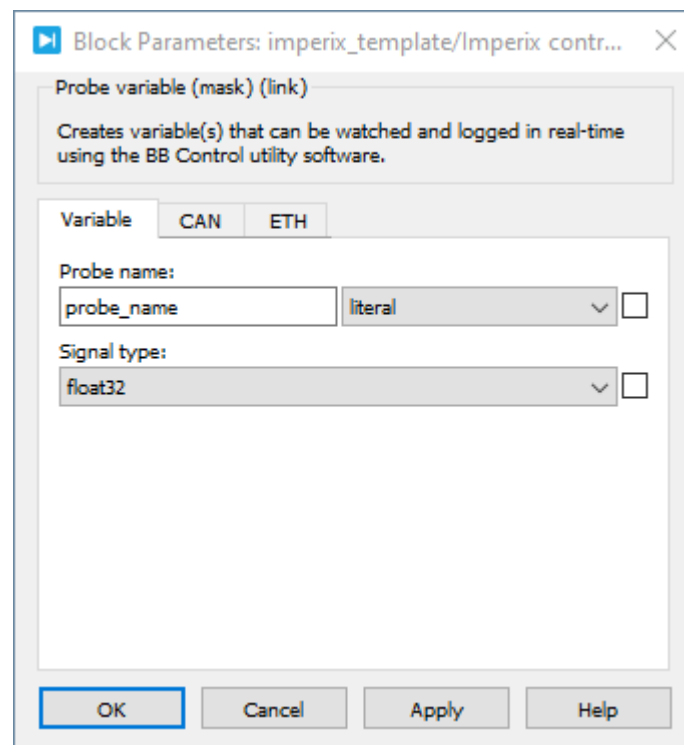 Block Parameters: imperix_template/Imperix contr...
Probe variable (mask) (link)
Creates variable(s) that can be watched and logged in real-time
using the BB Control utility software.
Variable CAN ETH
Probe name:
probe_name literal
Signal type:
float32
OK Cancel Apply Help